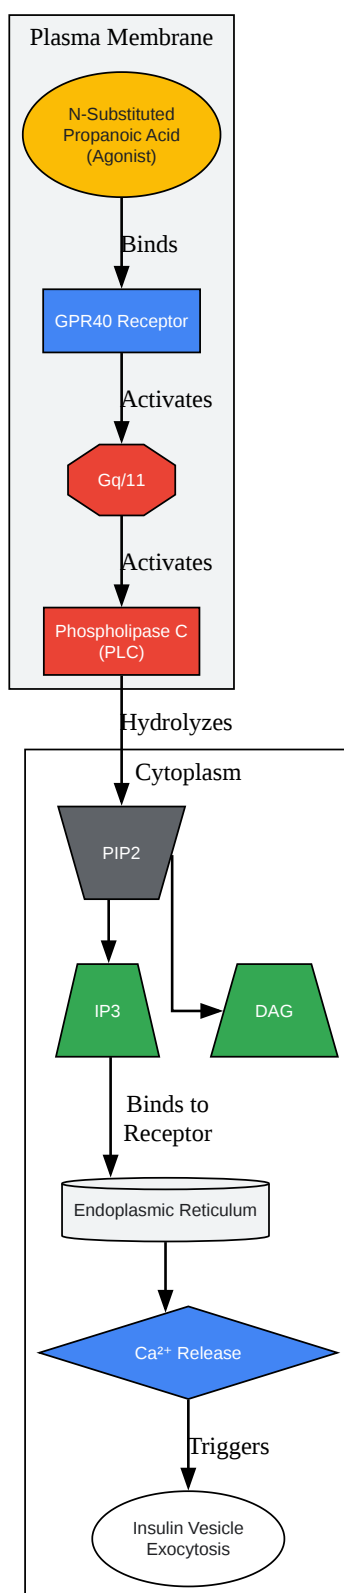 Plasma Membrane
N-Substituted
Propanoic Acid
(Agonist)
Binds
GPR40 Receptor
Activates
Gq/11
Activates
Phospholipase C
(PLC)
Hydrolyzes
Cytoplasm
PIP2
IP3
DAG
Binds to
Receptor
Endoplasmic Reticulum
Ca²⁺ Release
Triggers
Insulin Vesicle
Exocytosis